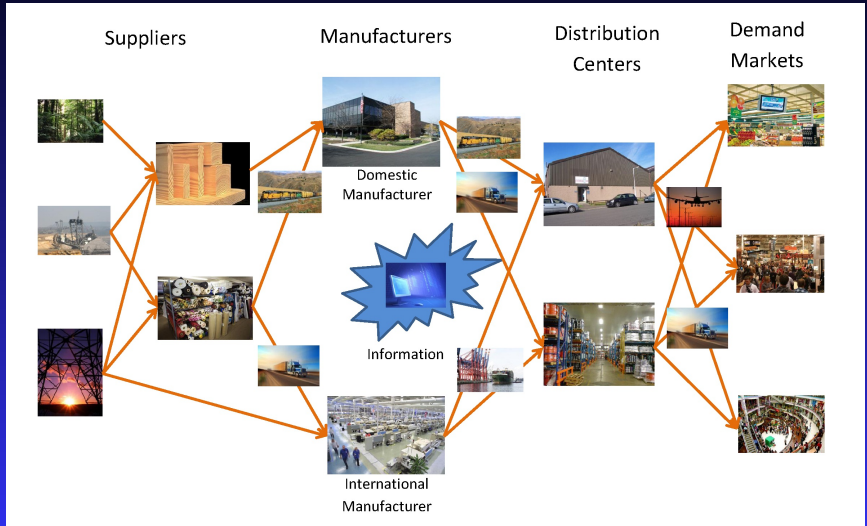 Suppliers
Manufacturers
Distribution
Centers
Demand
Markets
Domestic
Manufacturer
Information
International
Manufacturer